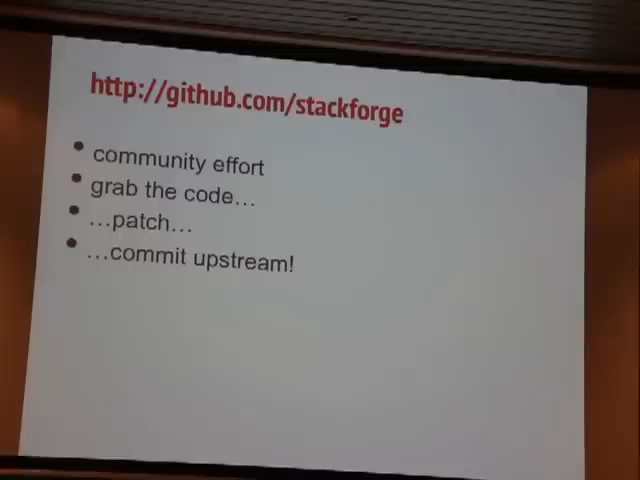 http://github.com/stackforge
• community effort
• grab the code...
• ...patch...
• ...commit upstream!